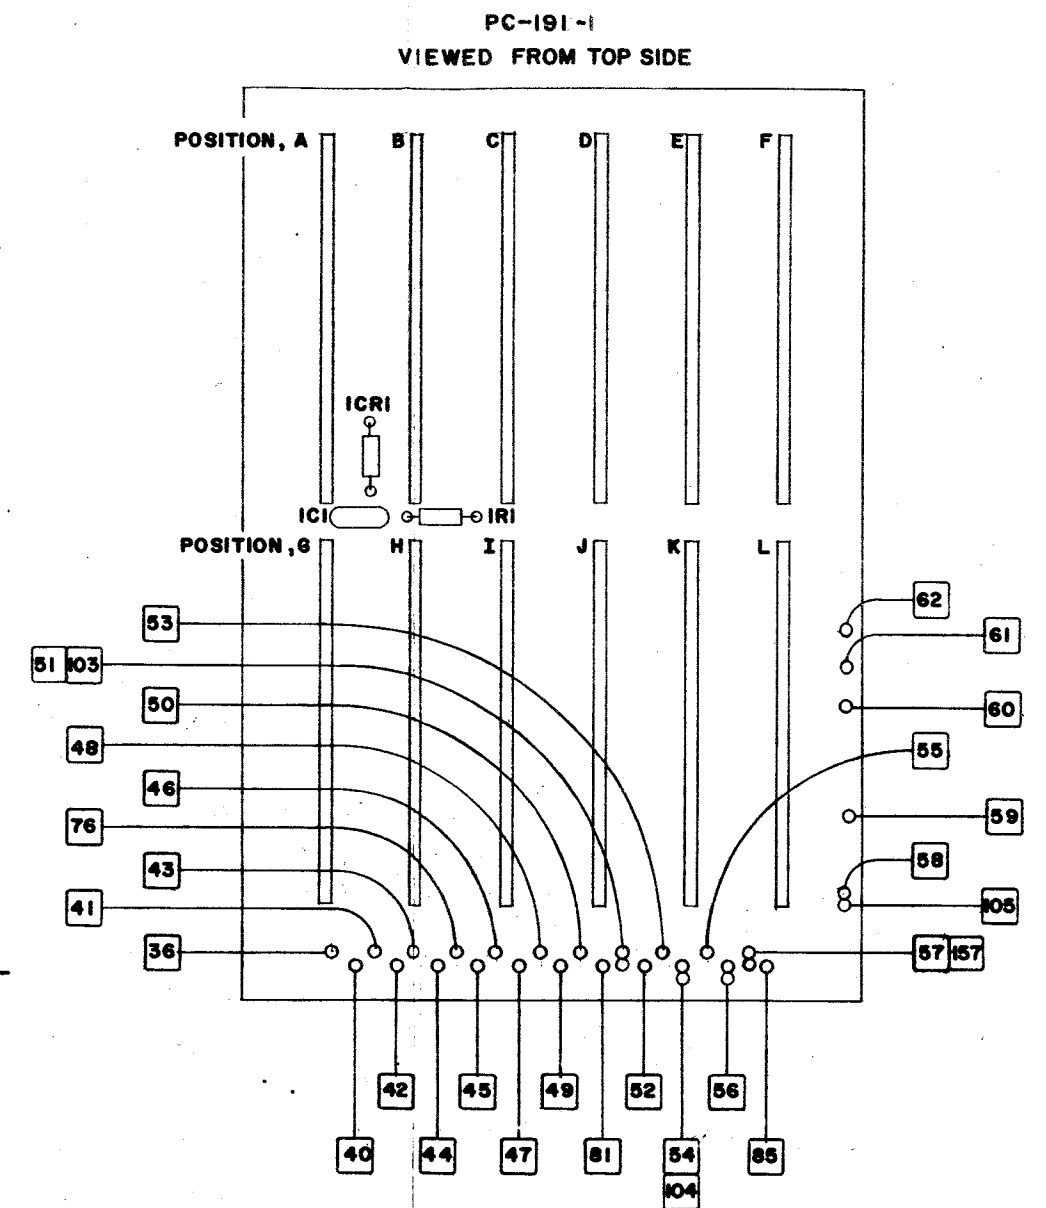 PC-191-1
VIEWED FROM TOP SIDE
POSITION, A B C D E F
1CR1
1C1 1R1
POSITION, G H I J K L
62
53
61
51 103
50
60
48
55
46
59
76
58
43
41
105
36
57 157
42 45 49 52 56
40 44 47 81 54 85
104